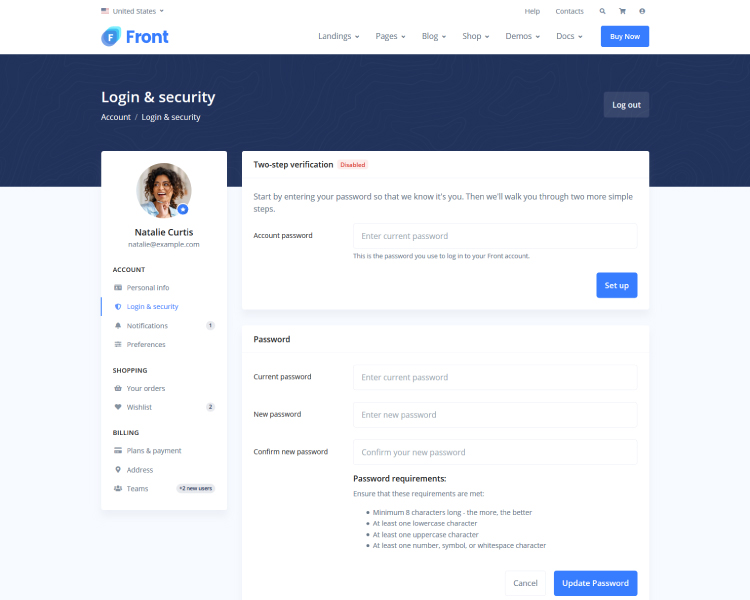 United States
Help Contacts
Front
Landings Pages Blog Shop Demos Docs Buy Now
Login & security
Account / Login & security
Log out
Natalie Curtis
natalie@example.com
ACCOUNT
Personal info
Login & security
Notifications 1
Preferences
SHOPPING
Your orders
Wishlist 2
BILLING
Plans & payment
Address
Teams +2 new users
Two-step verification Disabled
Start by entering your password so that we know it's you. Then we'll walk you through two more simple
steps.
Account password Enter current password
This is the password you use to log in to your Front account.
Set up
Password
Current password Enter current password
New password Enter new password
Confirm new password Confirm your new password
Password requirements:
Ensure that these requirements are met:
Minimum 8 characters long - the more, the better
At least one lowercase character
At least one uppercase character
At least one number, symbol, or whitespace character
Cancel Update Password